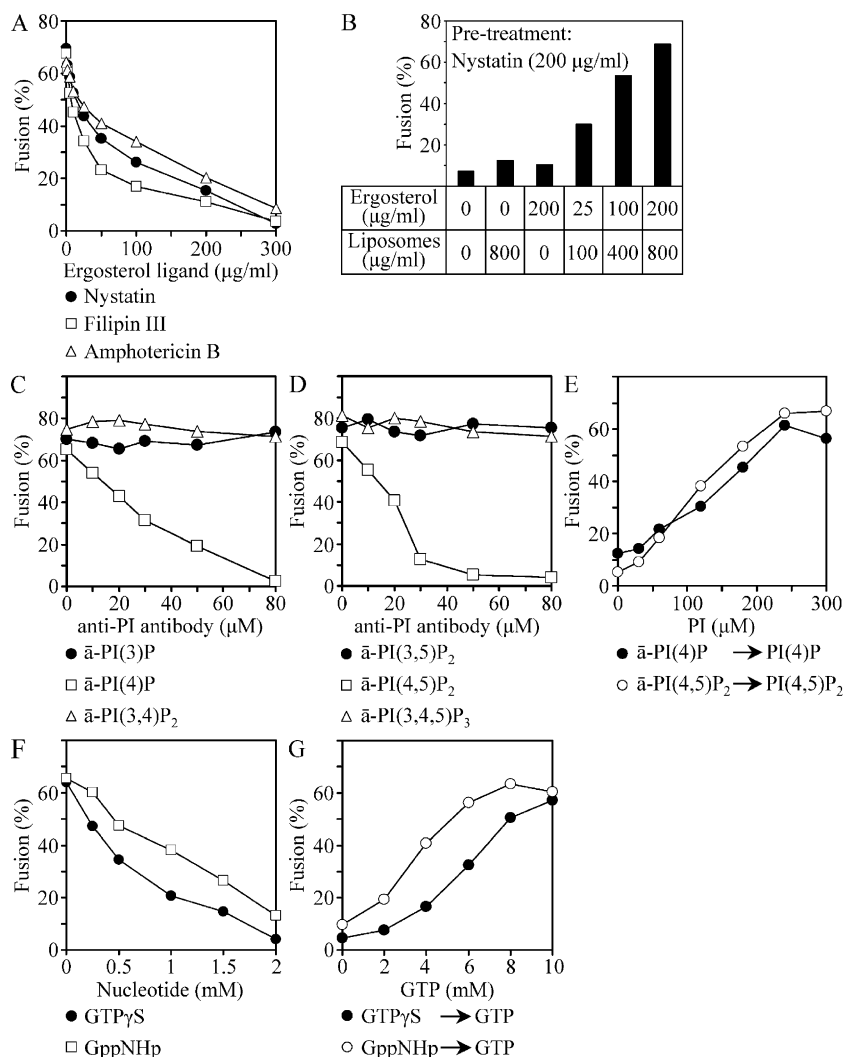 A
80
60
40
20
0
Fusion (%)
0 100 200 300
Ergosterol ligand (μg/ml)
Nystatin
Filipin III
Amphotericin B
B
Pre-treatment:
Nystatin (200 μg/ml)
80
60
40
20
Fusion (%)
Ergosterol (μg/ml) 0 0 200 25 100 200
Liposomes (μg/ml) 0 800 0 100 400 800
C
80
60
40
20
0
Fusion (%)
0 20 40 60 80
anti-PI antibody (μM)
ā-PI(3)P
ā-PI(4)P
ā-PI(3,4)P₂
D
80
60
40
20
0
Fusion (%)
0 20 40 60 80
anti-PI antibody (μM)
ā-PI(3,5)P₂
ā-PI(4,5)P₂
ā-PI(3,4,5)P₃
E
60
40
20
0
Fusion (%)
0 100 200 300
PI (μM)
ā-PI(4)P → PI(4)P
ā-PI(4,5)P₂ → PI(4,5)P₂
F
60
40
20
0
Fusion (%)
0 0.5 1 1.5 2
Nucleotide (mM)
GTPγS
GppNHp
G
60
40
20
0
Fusion (%)
0 2 4 6 8 10
GTP (mM)
GTPγS → GTP
GppNHp → GTP